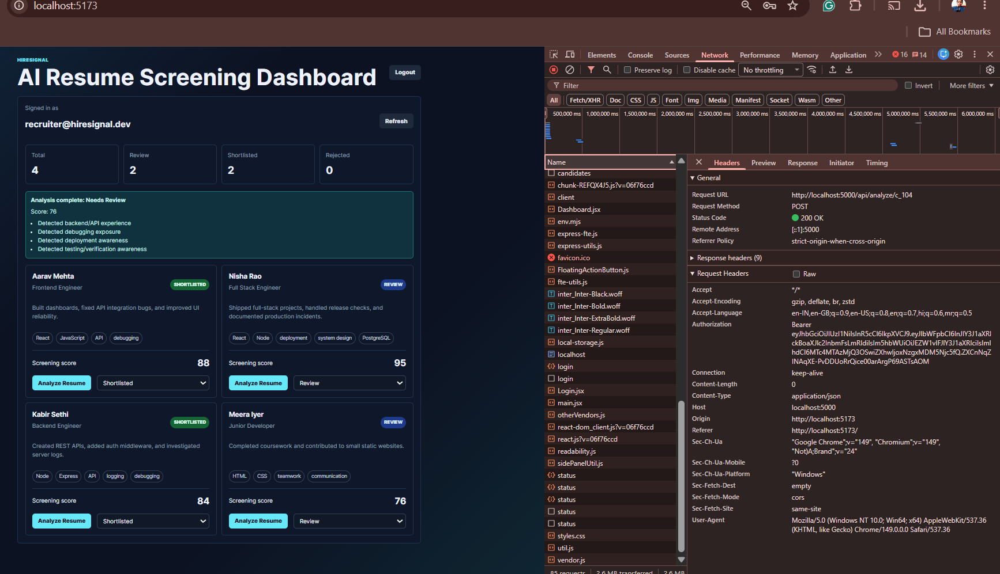 localhost:5173
All Bookmarks
HIRESIGNAL
AI Resume Screening Dashboard
Logout
Signed in as
recruiter@hiresignal.dev
Refresh
Total
4
Review
2
Shortlisted
2
Rejected
0
Analysis complete: Needs Review
Score: 76
• Detected backend/API experience
• Detected debugging exposure
• Detected deployment awareness
• Detected testing/verification awareness
Aarav Mehta
Frontend Engineer
SHORTLISTED
Built dashboards, fixed API integration bugs, and improved UI
reliability.
React JavaScript API debugging
Screening score 88
Analyze Resume Shortlisted
Nisha Rao
Full Stack Engineer
REVIEW
Shipped full-stack projects, handled release checks, and
documented production incidents.
React Node deployment system design PostgreSQL
Screening score 95
Analyze Resume Review
Kabir Sethi
Backend Engineer
SHORTLISTED
Created REST APIs, added auth middleware, and investigated
server logs.
Node Express API logging debugging
Screening score 84
Analyze Resume Shortlisted
Meera Iyer
Junior Developer
REVIEW
Completed coursework and contributed to small static websites.
HTML CSS teamwork communication
Screening score 76
Analyze Resume Review
Elements Console Sources Network Performance Memory Application 16 14
Preserve log Disable cache No throttling
Filter Invert More filters
All Fetch/XHR Doc CSS JS Font Img Media Manifest Socket Wasm Other
500,000 ms 1,000,000 ms 1,500,000 ms 2,000,000 ms 2,500,000 ms 3,000,000 ms 3,500,000 ms 4,000,000 ms 4,500,000 ms 5,000,000 ms 5,500,000 ms 6,000,000 ms
Name
candidates
chunk-REFQX4J5.js?v=06f76ccd
client
Dashboard.jsx
env.mjs
express-fte.js
express-utils.js
favicon.ico
FloatingActionButton.js
fte-utils.js
inter_Inter-Black.woff
inter_Inter-Bold.woff
inter_Inter-ExtraBold.woff
inter_Inter-Regular.woff
local-storage.js
localhost
login
login
Login.jsx
main.jsx
otherVendors.js
react-dom_client.js?v=06f76ccd
react.js?v=06f76ccd
readability.js
sidePanelUtil.js
status
status
status
status
status
styles.css
util.js
vendor.js
85 requests 2.6 MB transferred 2.6 MB
Headers Preview Response Initiator Timing
General
Request URL http://localhost:5000/api/analyze/c_104
Request Method POST
Status Code 200 OK
Remote Address [::1]:5000
Referrer Policy strict-origin-when-cross-origin
Response headers (9)
Request Headers Raw
Accept */*
Accept-Encoding gzip, deflate, br, zstd
Accept-Language en-IN,en-GB;q=0.9,en-US;q=0.8,en;q=0.7,hi;q=0.6,mr;q=0.5
Authorization Bearer
Connection keep-alive
Content-Length 0
Content-Type application/json
Host localhost:5000
Origin http://localhost:5173
Referer http://localhost:5173/
Sec-Ch-Ua "Google Chrome";v="149", "Chromium";v="149",
"Not)A;Brand";v="24"
Sec-Ch-Ua-Mobile ?0
Sec-Ch-Ua-Platform "Windows"
Sec-Fetch-Dest empty
Sec-Fetch-Mode cors
Sec-Fetch-Site same-site
User-Agent Mozilla/5.0 (Windows NT 10.0; Win64; x64) AppleWebKit/537.36
(KHTML, like Gecko) Chrome/149.0.0.0 Safari/537.36